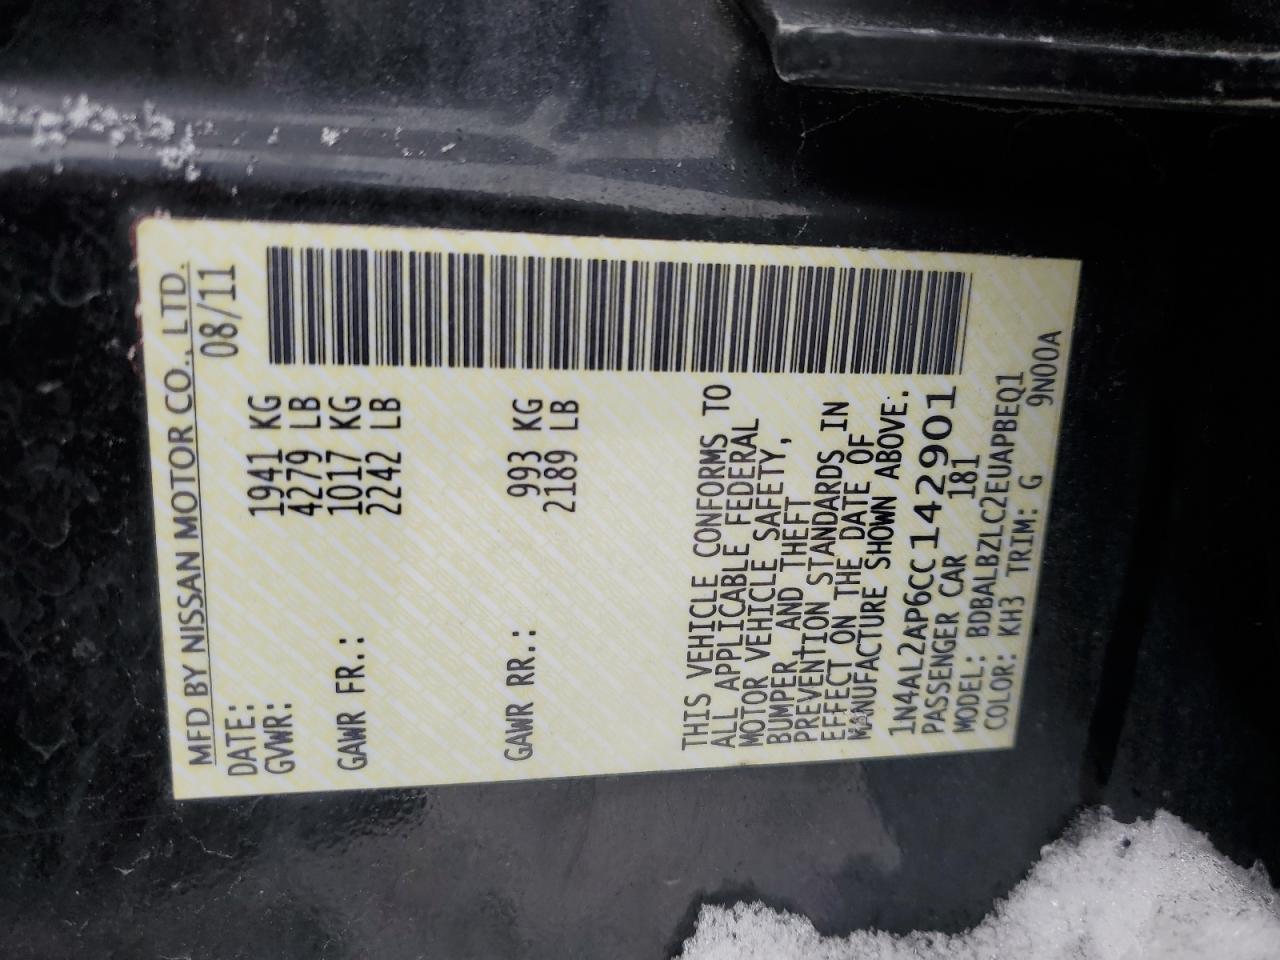 MFD BY NISSAN MOTOR CO., LTD.
DATE: 08/11
GVWR: 1941 KG
4279 LB
GAWR FR.: 1017 KG
2242 LB
GAWR RR.: 993 KG
2189 LB
THIS VEHICLE CONFORMS TO
ALL APPLICABLE FEDERAL
MOTOR VEHICLE SAFETY,
BUMPER, AND THEFT
PREVENTION STANDARDS IN
EFFECT ON THE DATE OF
MANUFACTURE SHOWN ABOVE.
1N4AL2AP6CC142901
PASSENGER CAR 181
MODEL: BDBALBZLC2EUAPBEQ1
COLOR: KH3 TRIM: G 9N00A